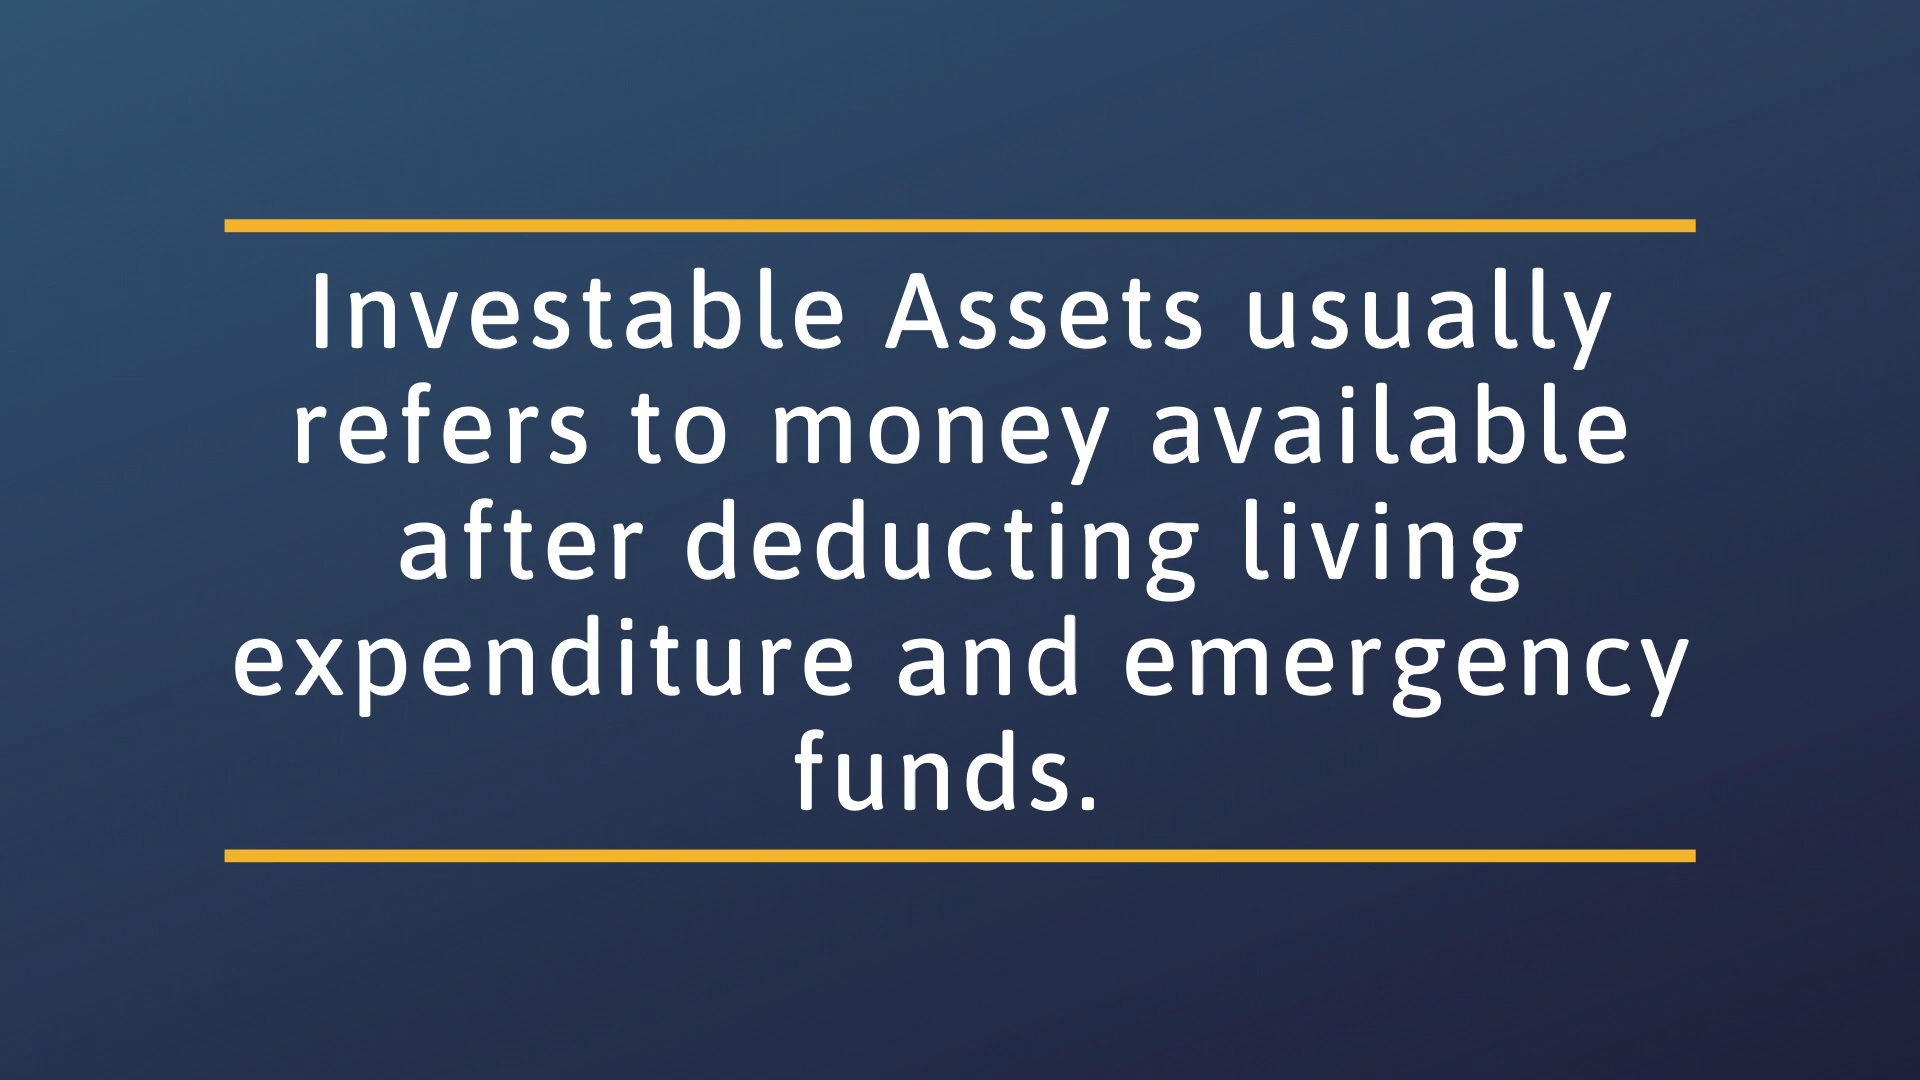 Investable Assets usually
refers to money available
after deducting living
expenditure and emergency
funds.